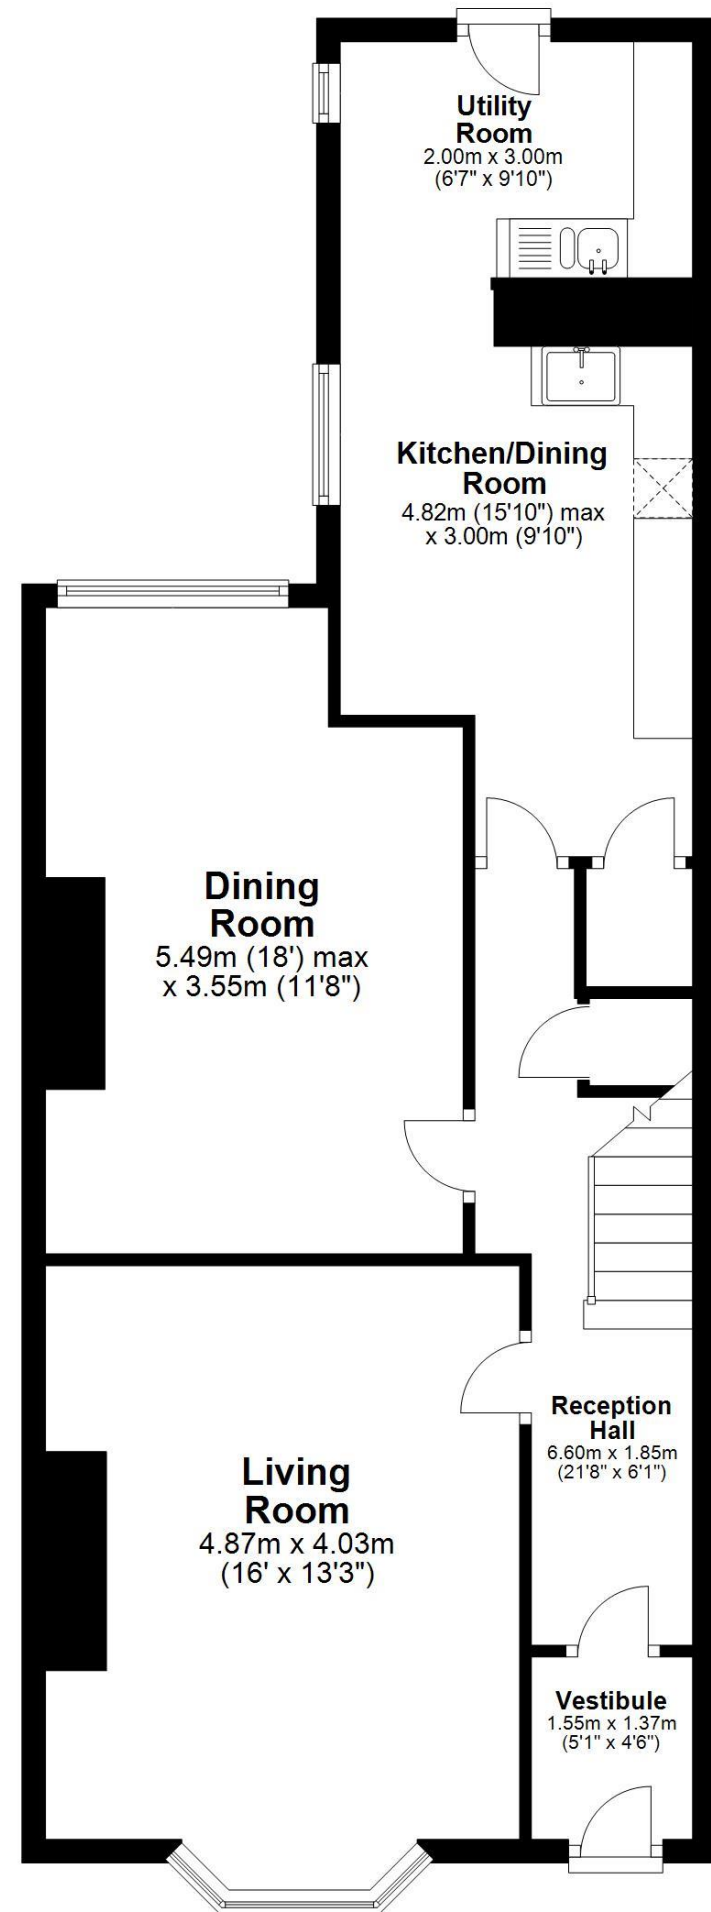 Utility
Room
2.00m x 3.00m
(6'7" x 9'10")
Kitchen/Dining
Room
4.82m (15'10") max
x 3.00m (9'10")
Dining
Room
5.49m (18') max
x 3.55m (11'8")
Reception
Hall
6.60m x 1.85m
(21'8" x 6'1")
Living
Room
4.87m x 4.03m
(16' x 13'3")
Vestibule
1.55m x 1.37m
(5'1" x 4'6")